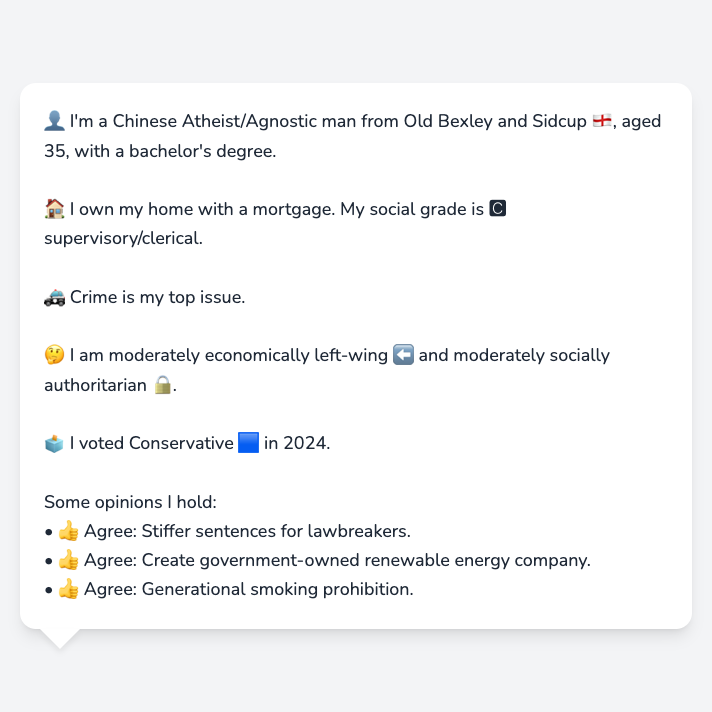 👤 I'm a Chinese Atheist/Agnostic man from Old Bexley and Sidcup 🏴󠁧󠁢󠁥󠁮󠁧󠁿, aged
35, with a bachelor's degree.
🏠 I own my home with a mortgage. My social grade is 🅲
supervisory/clerical.
🚓 Crime is my top issue.
🤔 I am moderately economically left-wing ⬅️ and moderately socially
authoritarian 🔒.
🗳️ I voted Conservative 🟦 in 2024.
Some opinions I hold:
• 👍 Agree: Stiffer sentences for lawbreakers.
• 👍 Agree: Create government-owned renewable energy company.
• 👍 Agree: Generational smoking prohibition.